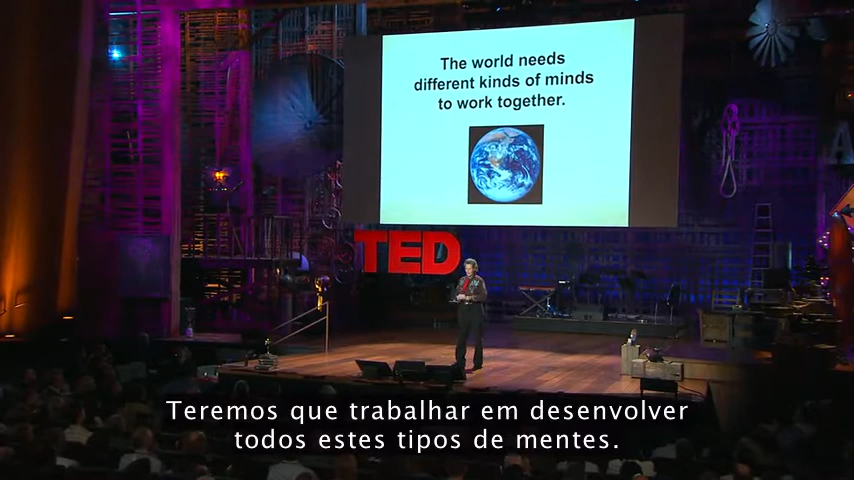 The world needs
different kinds of minds
to work together.
TED
Teremos que trabalhar em desenvolver
todos estes tipos de mentes.